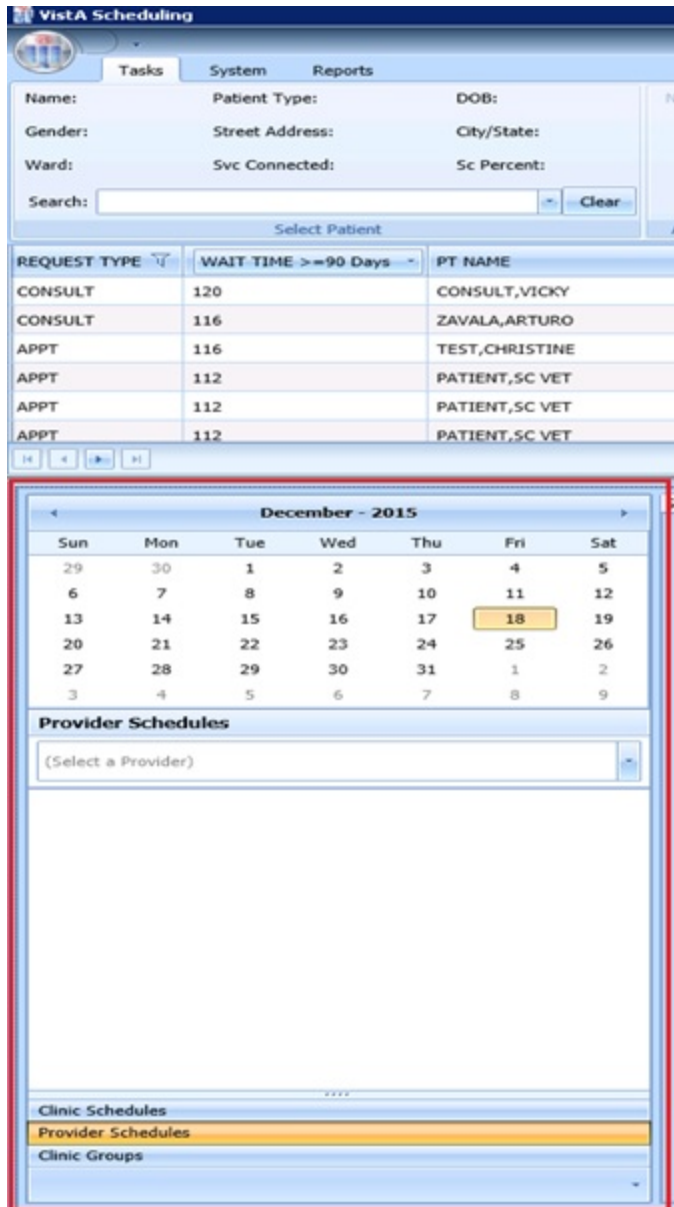 VistA Scheduling
Tasks System Reports
Name: Patient Type: DOB:
Gender: Street Address: City/State:
Ward: Svc Connected: Sc Percent:
Search: Clear
Select Patient
REQUEST TYPE WAIT TIME >=90 Days PT NAME
CONSULT 120 CONSULT,VICKY
CONSULT 116 ZAVALA,ARTURO
APPT 116 TEST,CHRISTINE
APPT 112 PATIENT,SC VET
APPT 112 PATIENT,SC VET
APPT 112 PATIENT,SC VET
December - 2015
Sun Mon Tue Wed Thu Fri Sat
29 30 1 2 3 4 5
6 7 8 9 10 11 12
13 14 15 16 17 18 19
20 21 22 23 24 25 26
27 28 29 30 31 1 2
3 4 5 6 7 8 9
Provider Schedules
(Select a Provider)
Clinic Schedules
Provider Schedules
Clinic Groups